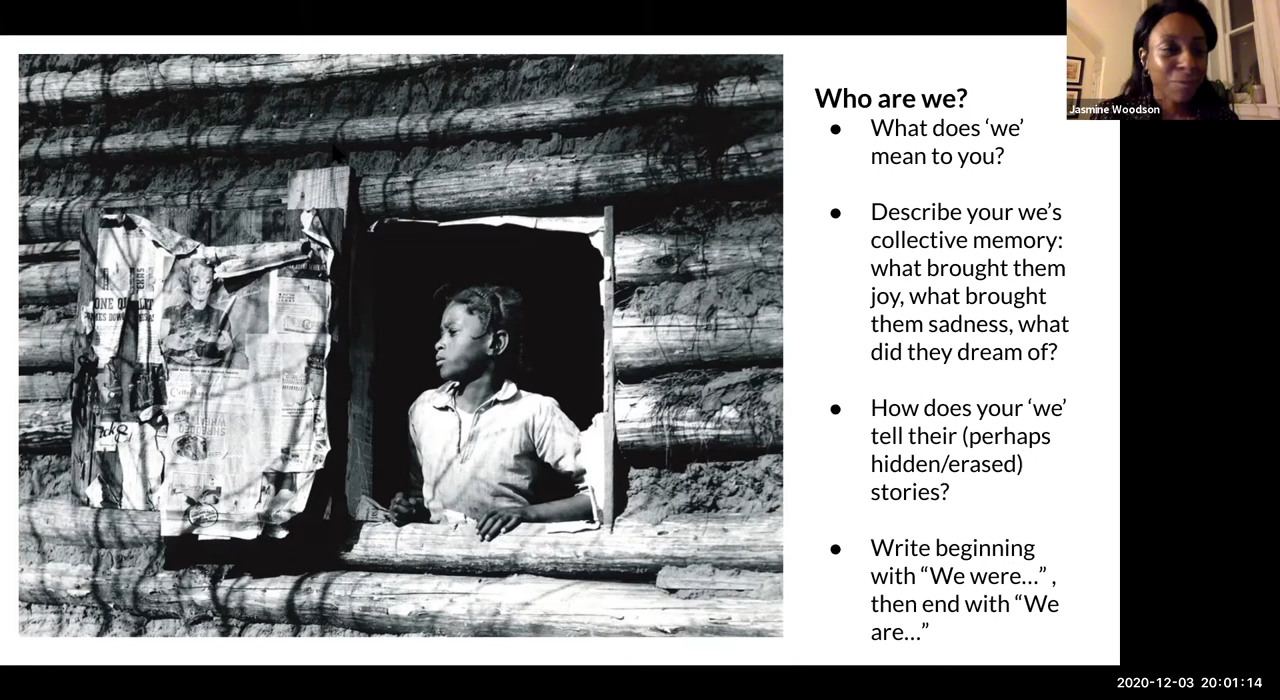 Who are we?
● What does ‘we’
mean to you?
● Describe your we’s
collective memory:
what brought them
joy, what brought
them sadness, what
did they dream of?
● How does your ‘we’
tell their (perhaps
hidden/erased)
stories?
● Write beginning
with “We were…” ,
then end with “We
are…”
Jasmine Woodson
2020-12-03 20:01:14